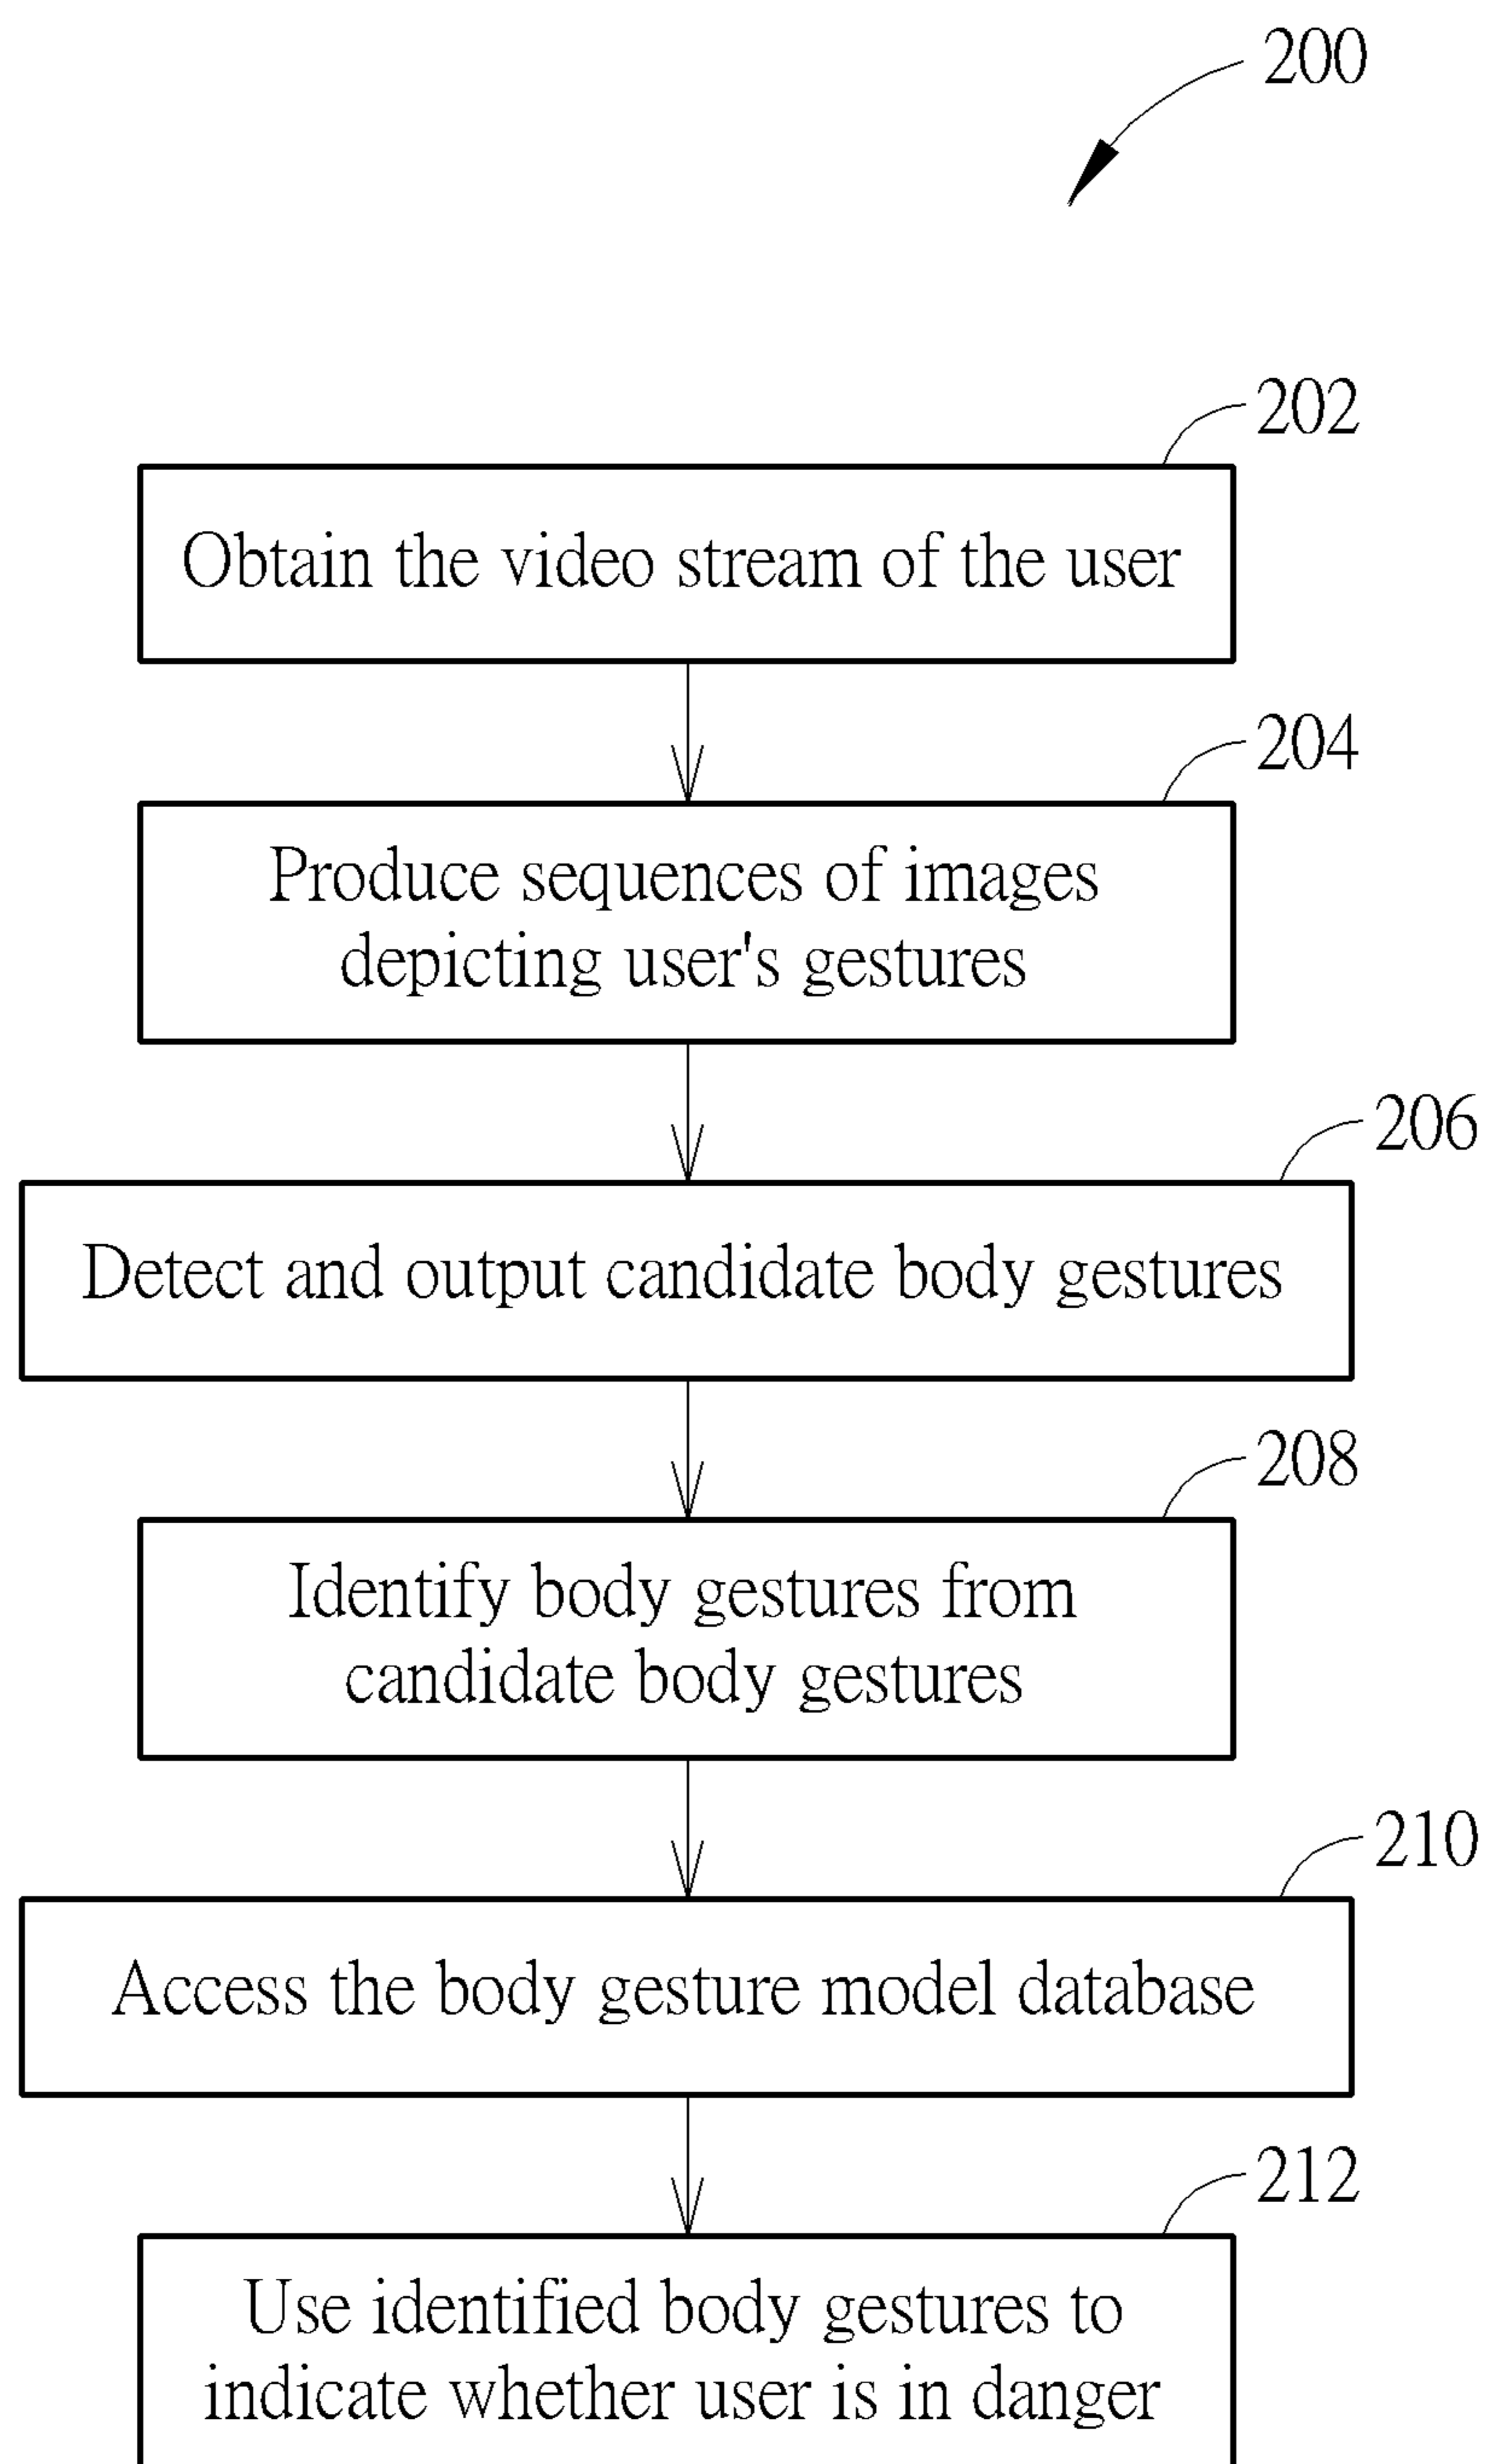 200
202
Obtain the video stream of the user
204
Produce sequences of images
depicting user's gestures
206
Detect and output candidate body gestures
208
Identify body gestures from
candidate body gestures
210
Access the body gesture model database
212
Use identified body gestures to
indicate whether user is in danger